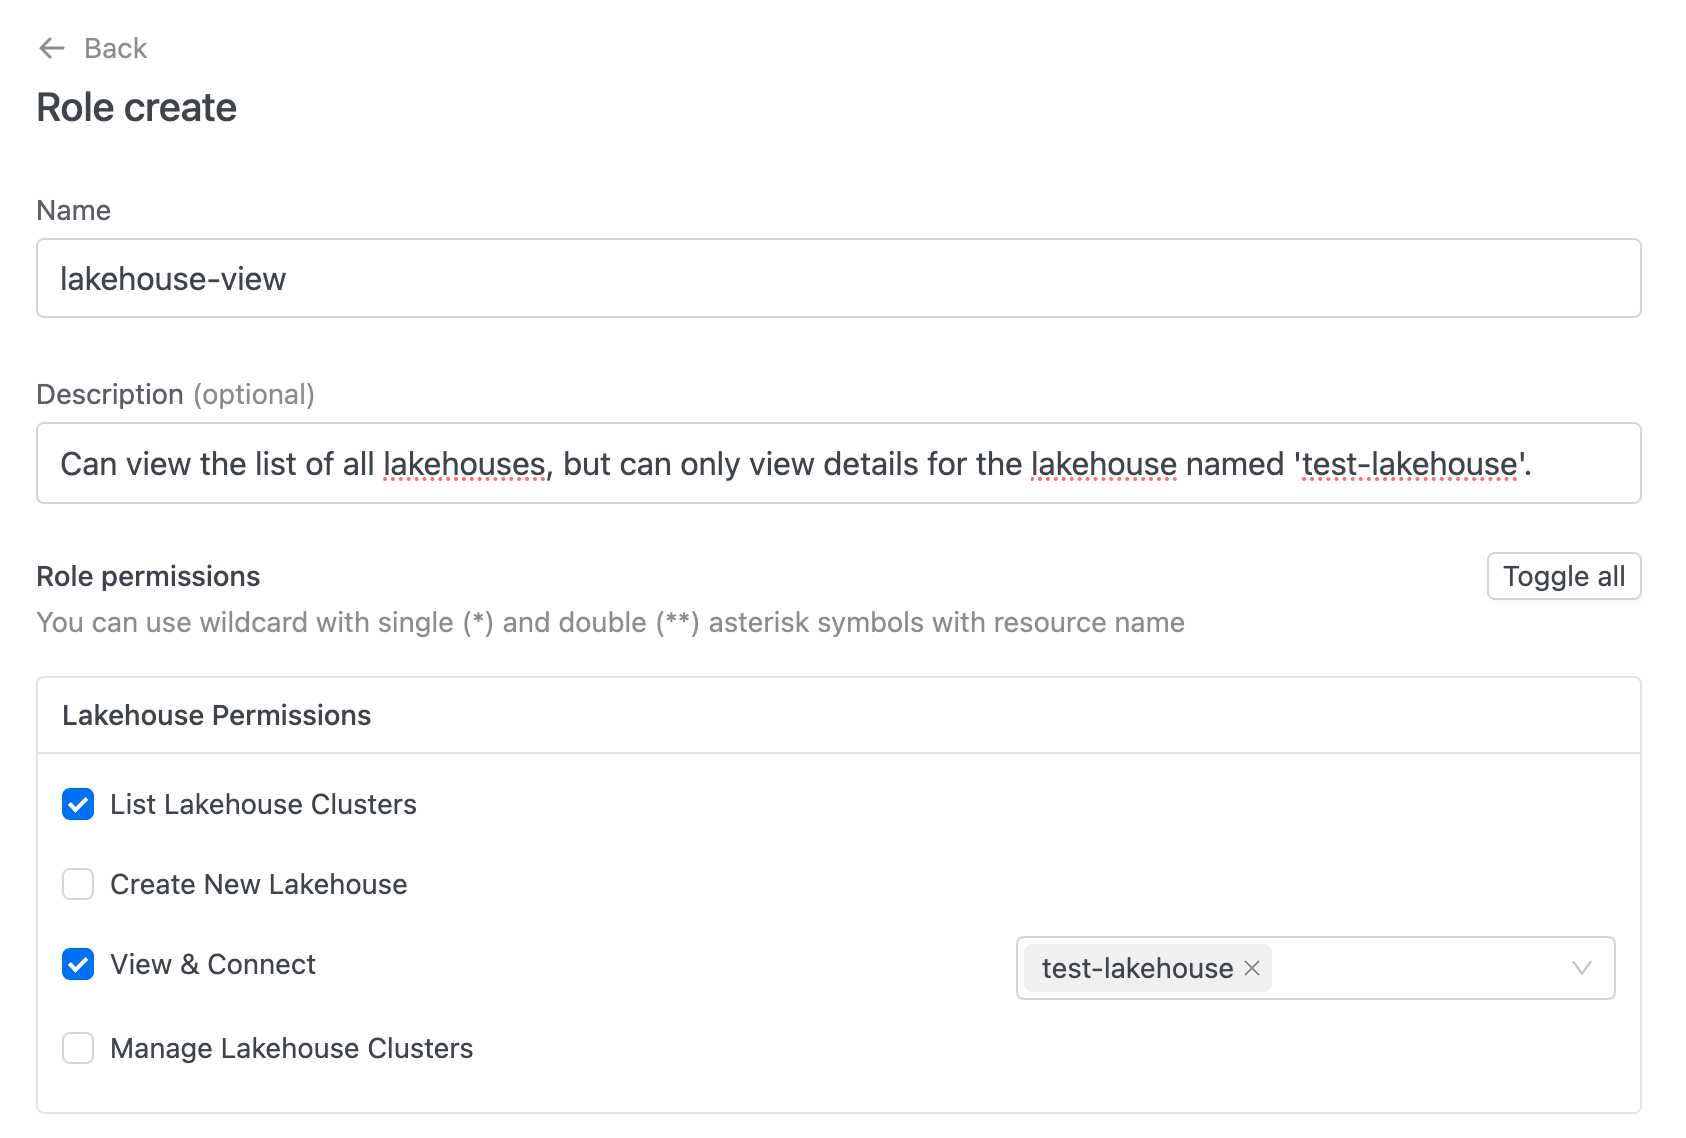 Back
Role create
Name
lakehouse-view
Description (optional)
Can view the list of all lakehouses, but can only view details for the lakehouse named 'test-lakehouse'.
Role permissions
Toggle all
You can use wildcard with single (*) and double (**) asterisk symbols with resource name
Lakehouse Permissions
List Lakehouse Clusters
Create New Lakehouse
View & Connect
test-lakehouse
Manage Lakehouse Clusters